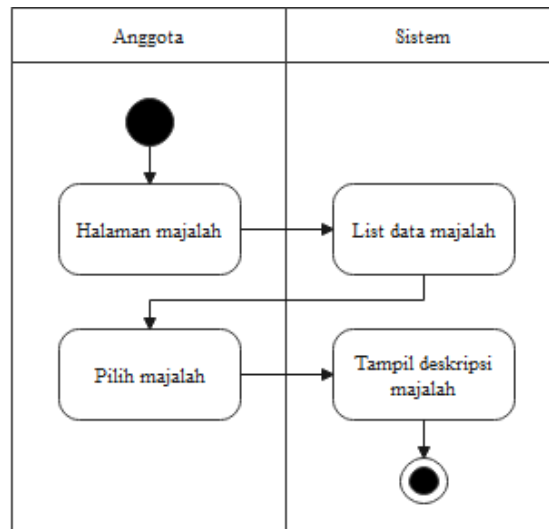 Anggota
Sistem
Halaman majalah
List data majalah
Pilih majalah
Tampil deskripsi
majalah